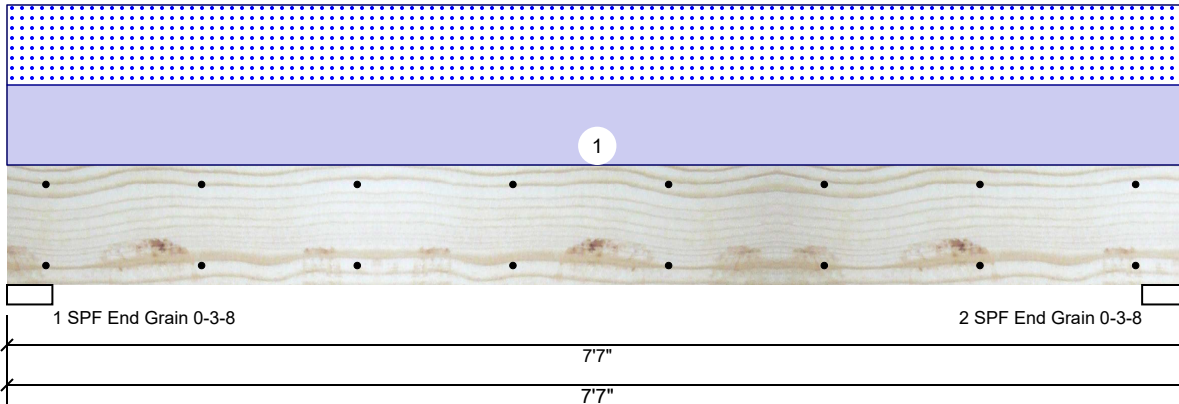 1
1 SPF End Grain 0-3-8
2 SPF End Grain 0-3-8
7'7"
7'7"